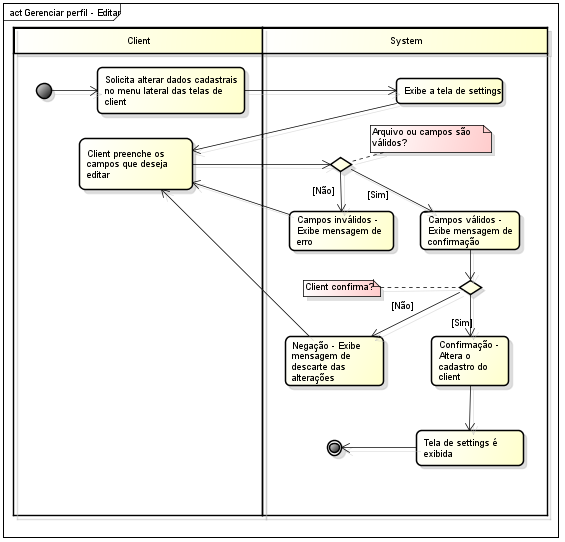 act Gerenciar perfil - Editar
Client
System
Solicita alterar dados cadastrais
no menu lateral das telas de
client
Exibe a tela de settings
Client preenche os
campos que deseja
editar
Arquivo ou campos são
válidos?
[Não]
[Sim]
Campos inválidos -
Exibe mensagem de
erro
Campos válidos -
Exibe mensagem de
confirmação
Client confirma?
[Não]
[Sim]
Negação - Exibe
mensagem de
descarte das
alterações
Confirmação -
Altera o
cadastro do
client
Tela de settings é
exibida